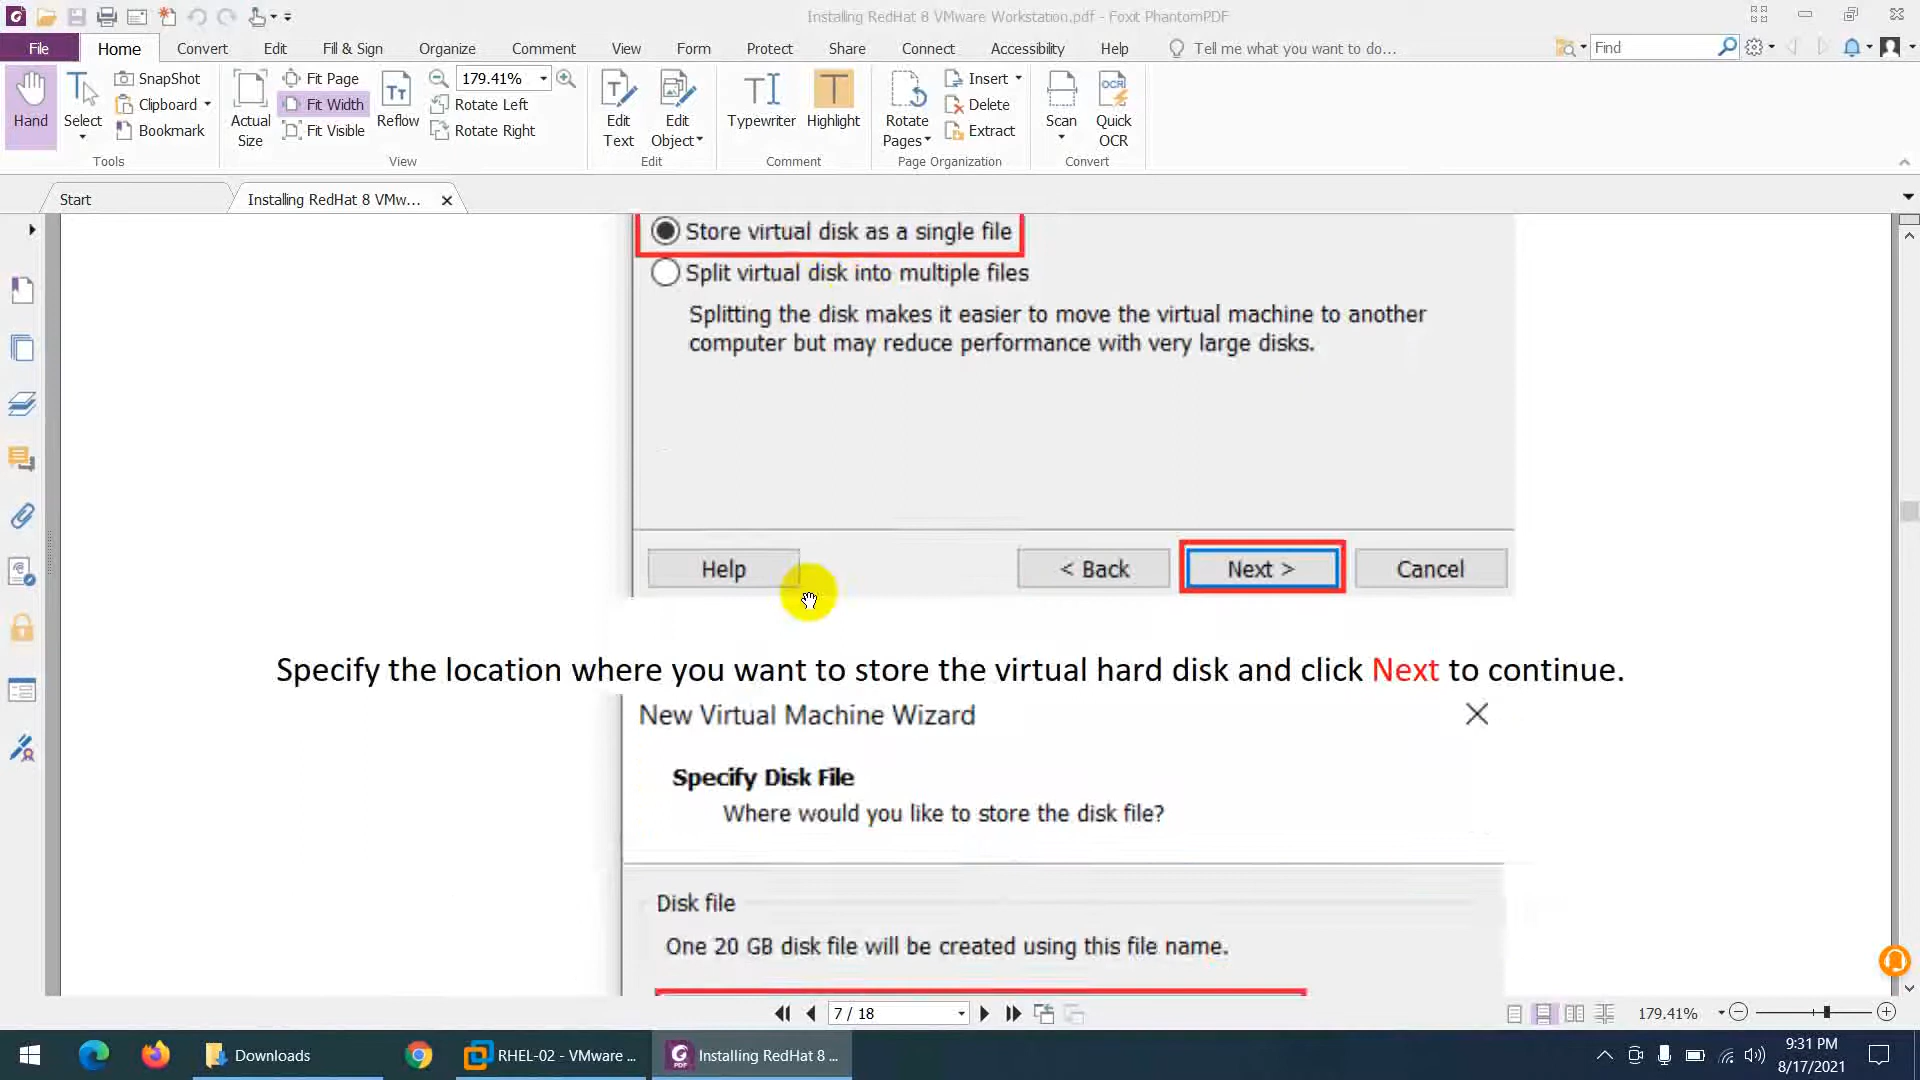 Installing RedHat 8 VMware Workstation.pdf - Foxit PhantomPDF
File Home Convert Edit Fill & Sign Organize Comment View Form Protect Share Connect Accessibility Help Tell me what you want to do... Find
Hand
Select
SnapShot
Clipboard
Bookmark
Tools
Actual Size
Fit Page
Fit Width
Fit Visible
Reflow
179.41%
Rotate Left
Rotate Right
View
Edit Text
Edit Object
Edit
Typewriter
Highlight
Comment
Rotate Pages
Insert
Delete
Extract
Page Organization
Scan
Quick OCR
OCR
Convert
Start
Installing RedHat 8 VMw...
Store virtual disk as a single file
Split virtual disk into multiple files
Splitting the disk makes it easier to move the virtual machine to another
computer but may reduce performance with very large disks.
Help < Back Next > Cancel
Specify the location where you want to store the virtual hard disk and click Next to continue.
New Virtual Machine Wizard
Specify Disk File
Where would you like to store the disk file?
Disk file
One 20 GB disk file will be created using this file name.
7 / 18
179.41%
Downloads
RHEL-02 - VMware ...
PDF
Installing RedHat 8 ...
9:31 PM
8/17/2021